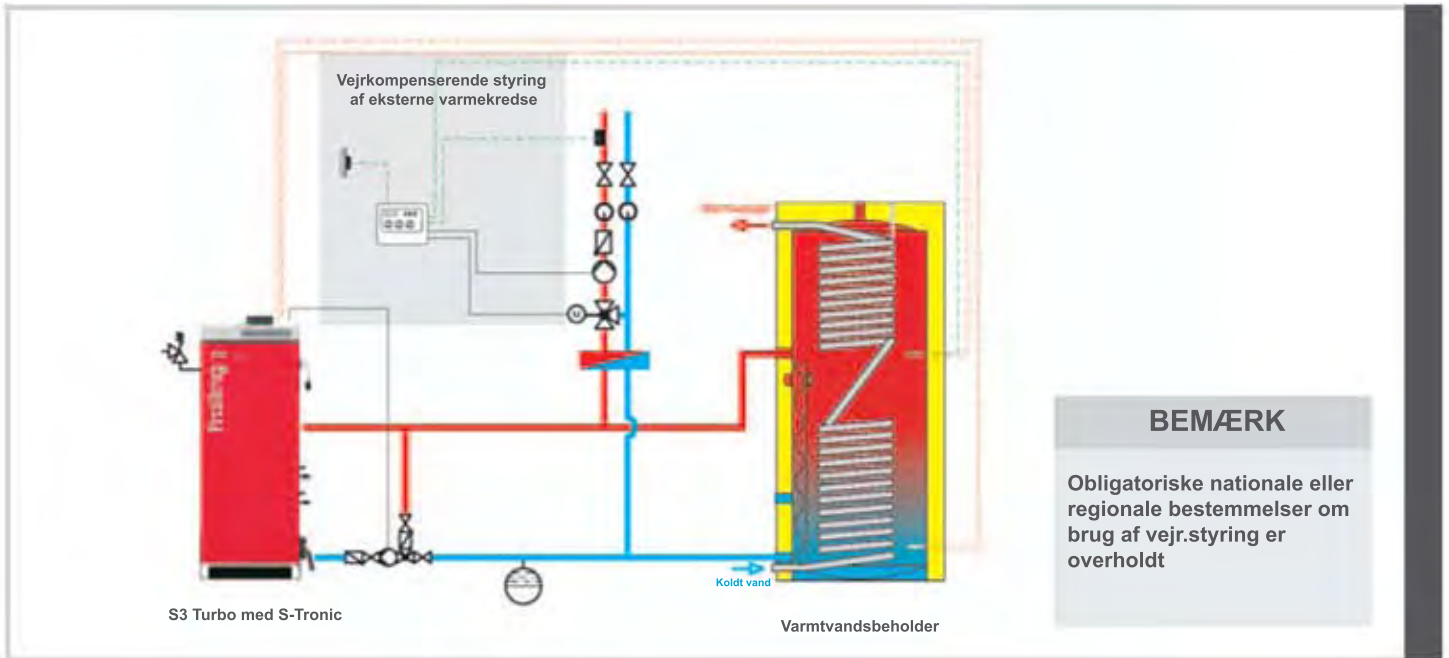 Vejrkompenserende styring
af eksterne varmekredse
BEMÆRK
Obligatoriske nationale eller
regionale bestemmelser om
brug af vejr.styring er
overholdt
Koldt vand
S3 Turbo med S-Tronic
Varmtvandsbeholder